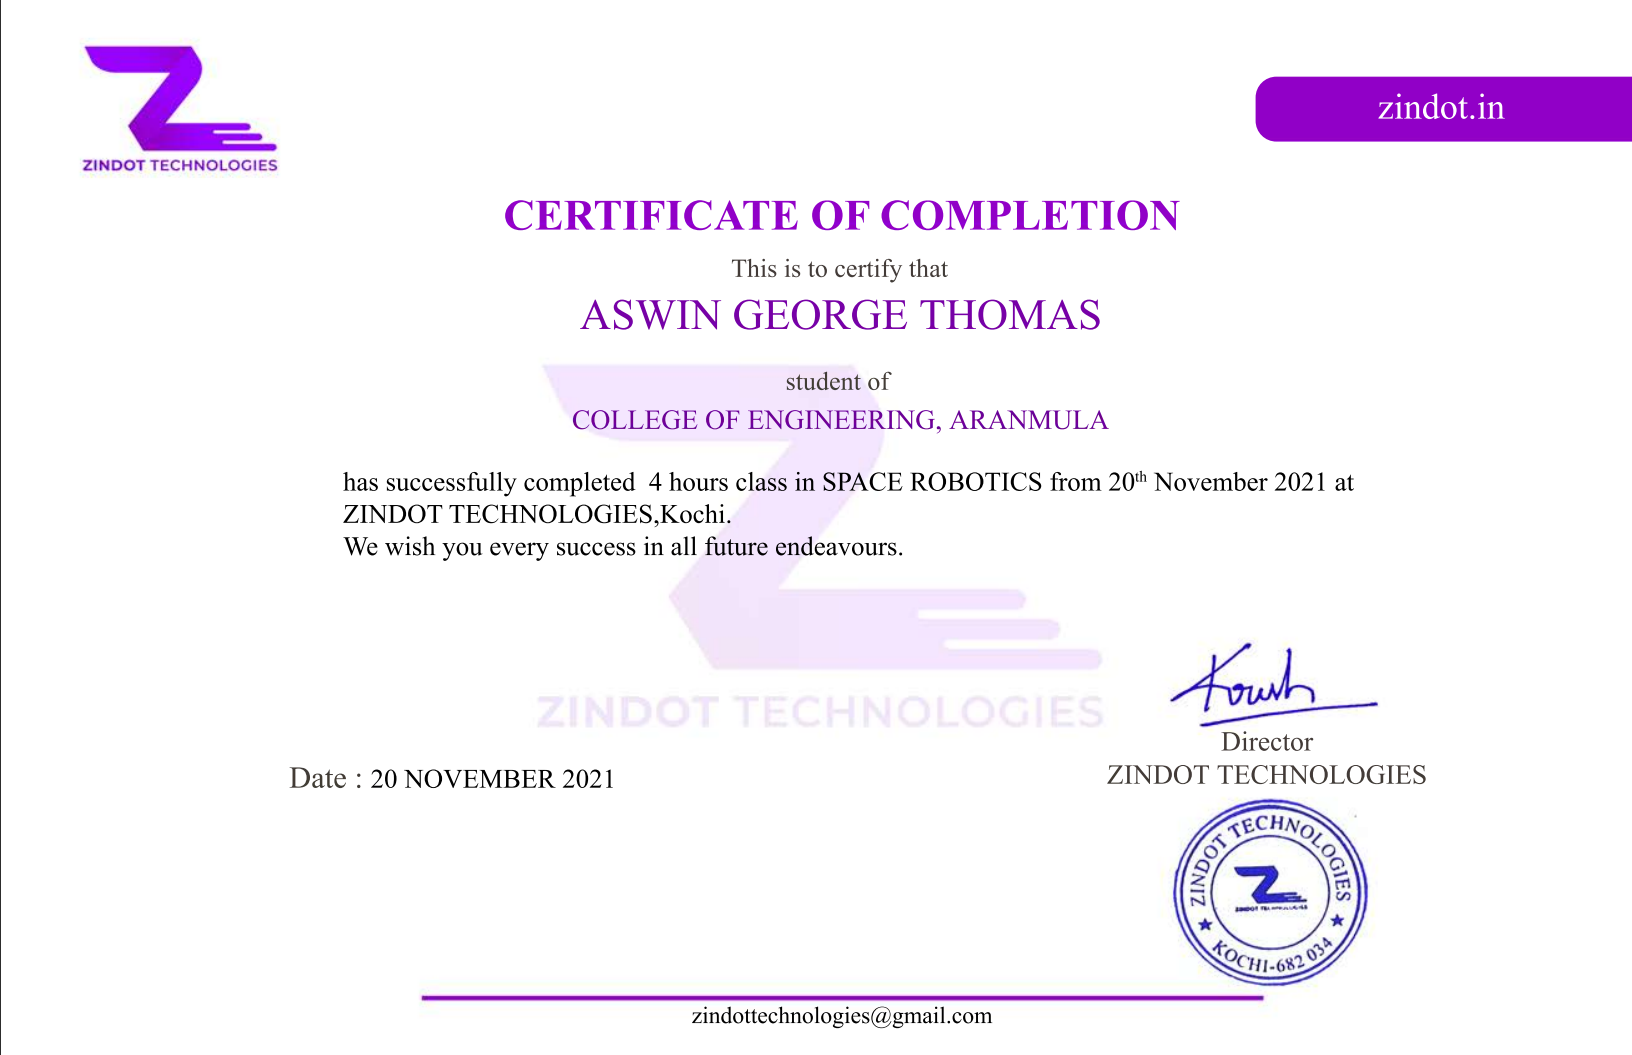 ZINDOT TECHNOLOGIES
zindot.in
CERTIFICATE OF COMPLETION
This is to certify that
ASWIN GEORGE THOMAS
student of
COLLEGE OF ENGINEERING, ARANMULA
has successfully completed  4 hours class in SPACE ROBOTICS from 20th November 2021 at
ZINDOT TECHNOLOGIES,Kochi.
We wish you every success in all future endeavours.
ZINDOT TECHNOLOGIES
Director
ZINDOT TECHNOLOGIES
Date : 20 NOVEMBER 2021
ZINDOT TECHNOLOGIES
ZINDOT TECHNOLOGIES
★ KOCHI-682 034 ★
zindottechnologies@gmail.com